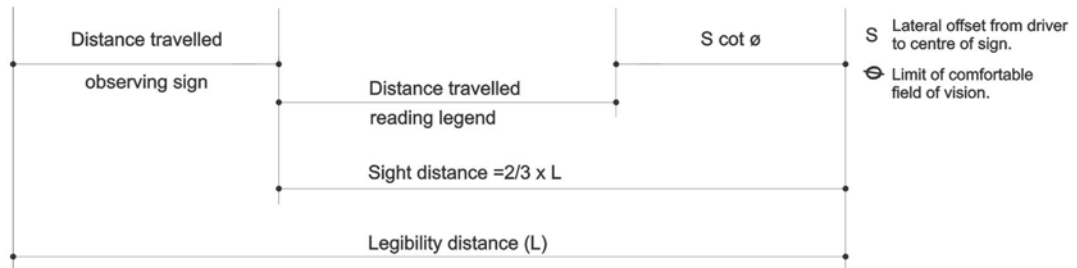 Distance travelled
observing sign
S cot ø
Distance travelled
reading legend
Sight distance =2/3 x L
Legibility distance (L)
S Lateral offset from driver
to centre of sign.
ø Limit of comfortable
field of vision.